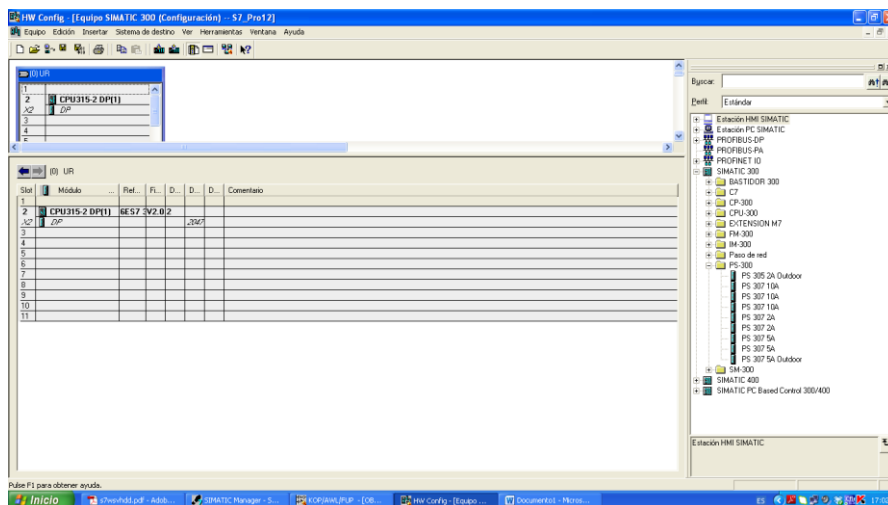 HW Config - [Equipo SIMATIC 300 (Configuración) -- S7_Pro12]
Equipo Edición Insertar Sistema de destino Ver Herramientas Ventana Ayuda
(0) UR
1
2 CPU315-2 DP(1)
X2 DP
3
4
5
Buscar:
Perfil: Estándar
Estación HMI SIMATIC
Estación PC SIMATIC
PROFIBUS-DP
PROFIBUS-PA
PROFINET IO
SIMATIC 300
BASTIDOR 300
C7
CP-300
CPU-300
EXTENSION M7
FM-300
IM-300
Paso de red
PS-300
PS 305 2A Outdoor
PS 307 10A
PS 307 10A
PS 307 10A
PS 307 2A
PS 307 2A
PS 307 5A
PS 307 5A
PS 307 5A Outdoor
SM-300
SIMATIC 400
SIMATIC PC Based Control 300/400
(0) UR
Slot Módulo ... Ref... Fi... D... D... D... Comentario
1
2 CPU315-2 DP(1) 6ES7 3 V2.0 2
X2 DP 2047
3
4
5
6
7
8
9
10
11
Estación HMI SIMATIC
Pulse F1 para obtener ayuda.
Inicio s7wsvhdd.pdf - Adob... SIMATIC Manager - S... KOP/AWL/FUP - [OB... HW Config - [Equipo ... Documento1 - Micros... ES 17:02